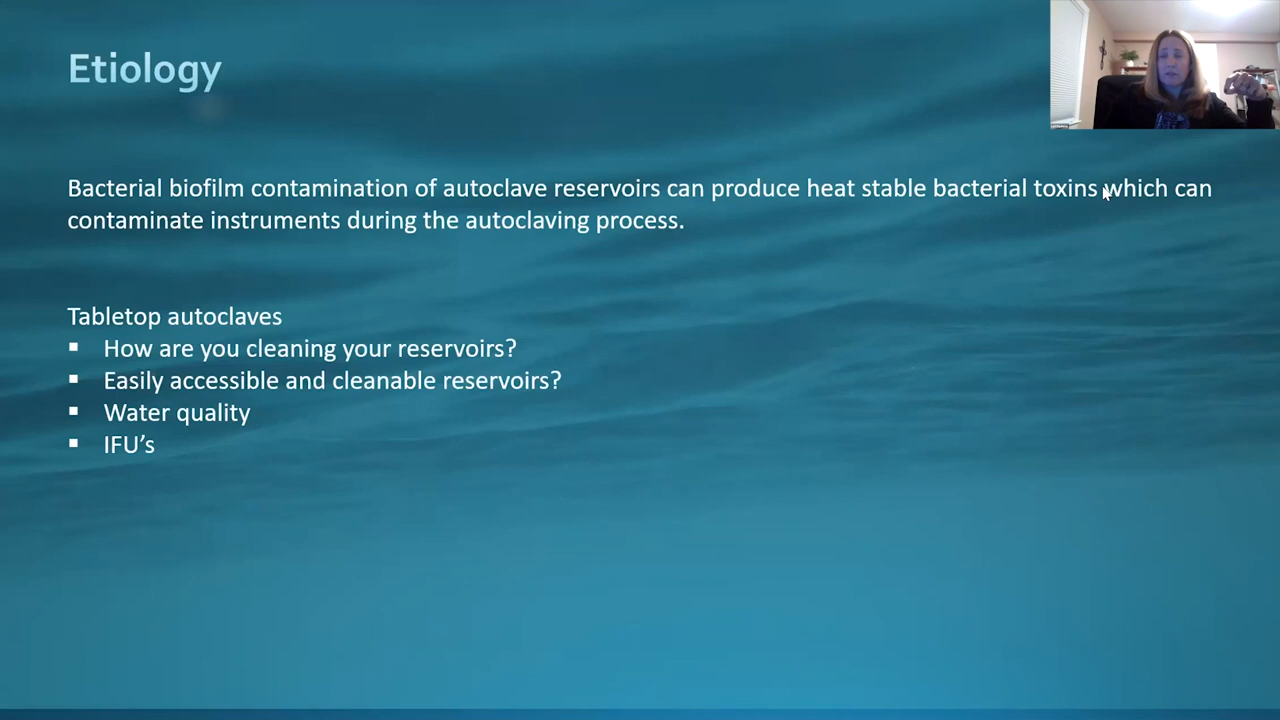 Etiology
Bacterial biofilm contamination of autoclave reservoirs can produce heat stable bacterial toxins which can
contaminate instruments during the autoclaving process.
Tabletop autoclaves
▪ How are you cleaning your reservoirs?
▪ Easily accessible and cleanable reservoirs?
▪ Water quality
▪ IFU’s